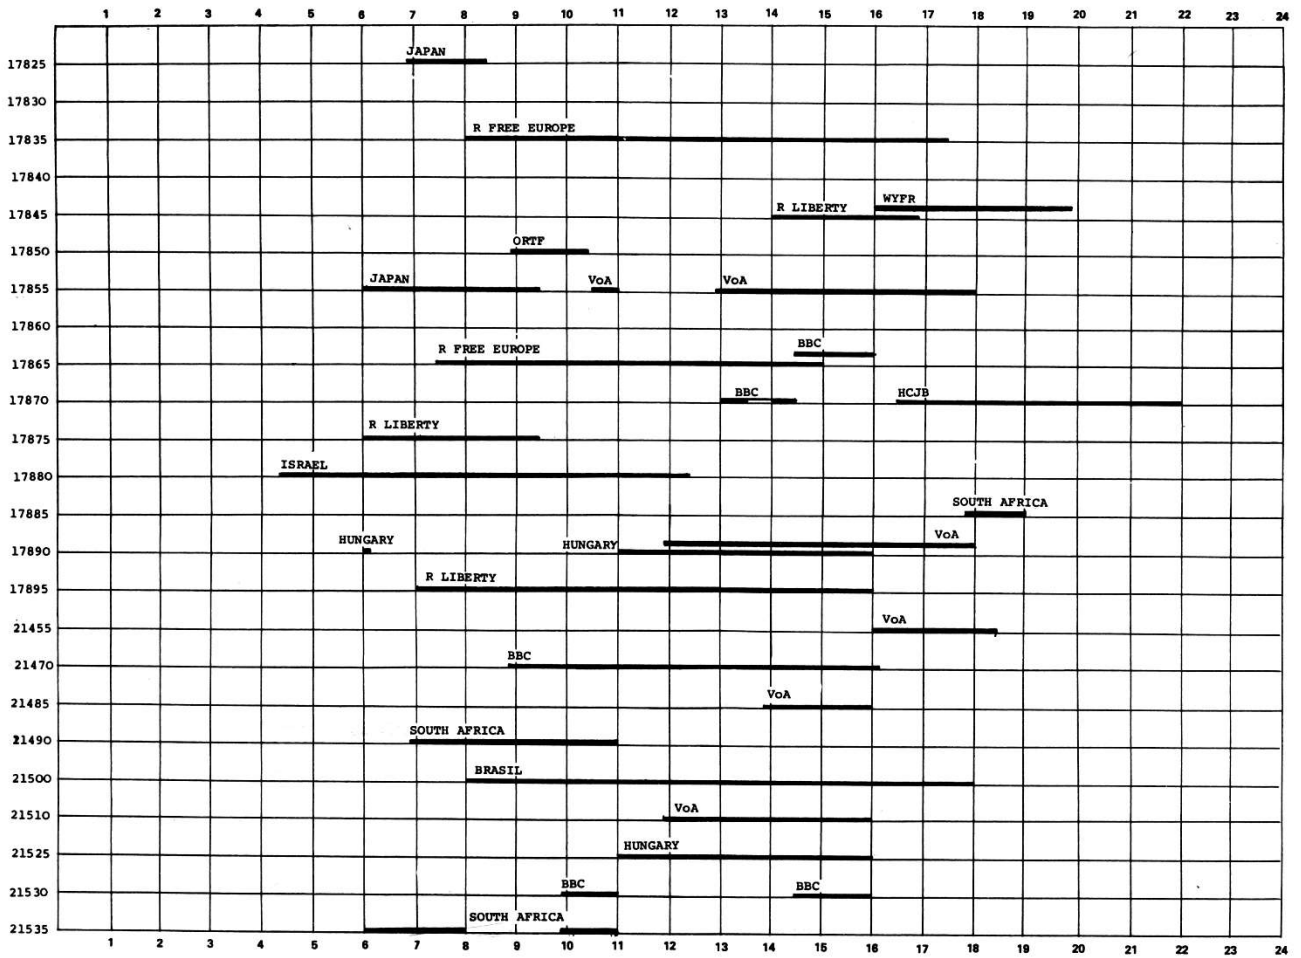 1 2 3 4 5 6 7 8 9 10 11 12 13 14 15 16 17 18 19 20 21 22 23 24
JAPAN
17825
17830
R FREE EUROPE
17835
17840
WYFR
R LIBERTY
17845
ORTF
17850
JAPAN VoA VoA
17855
17860
BBC
R FREE EUROPE
17865
BBC HCJB
17870
R LIBERTY
17875
ISRAEL
17880
SOUTH AFRICA
17885
HUNGARY HUNGARY VoA
17890
R LIBERTY
17895
VoA
21455
BBC
21470
VoA
21485
SOUTH AFRICA
21490
BRASIL
21500
VoA
21510
HUNGARY
21525
BBC BBC
21530
SOUTH AFRICA
21535
1 2 3 4 5 6 7 8 9 10 11 12 13 14 15 16 17 18 19 20 21 22 23 24